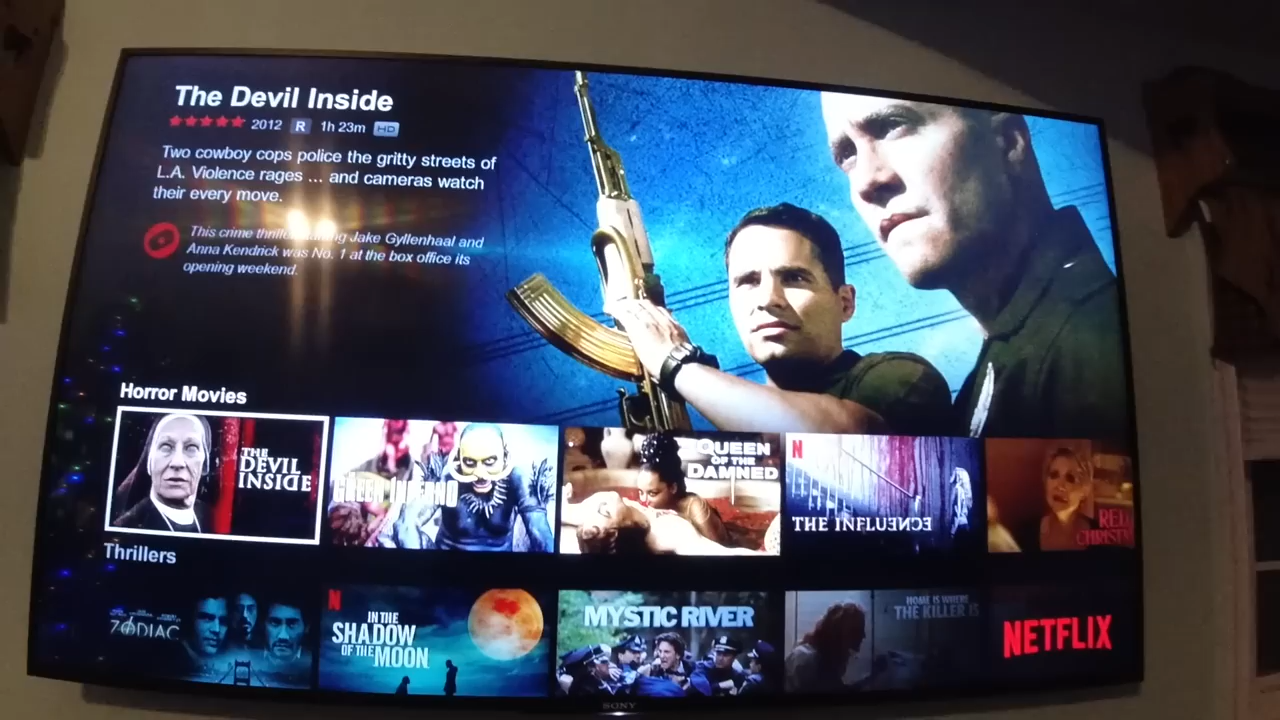 The Devil Inside
2012 R 1h 23m HD
Two cowboy cops police the gritty streets of
L.A. Violence rages ... and cameras watch
their every move.
This crime thriller Jake Gyllenhaal and
Anna Kendrick was No. 1 at the box office its
opening weekend.
Horror Movies
THE
DEVIL
INSIDE
GREEN INFERNO
QUEEN
OF THE
DAMNED
N
THE INFLUENCE
RED
CHRISTM
Thrillers
ZODIAC
N
IN THE
SHADOW
OF THE
MOON
MYSTIC RIVER
HOME IS WHERE
THE KILLER IS
NETFLIX
SONY